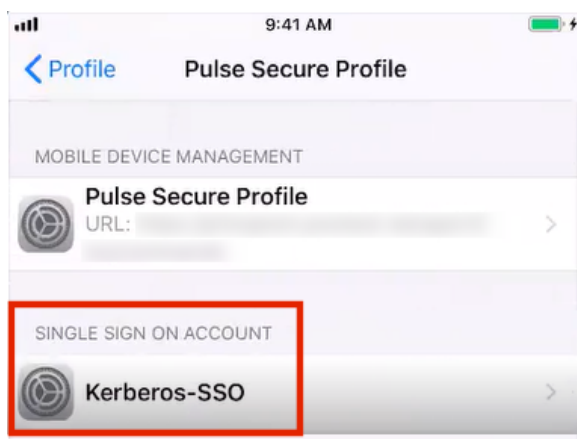 9:41 AM
Profile
Pulse Secure Profile
MOBILE DEVICE MANAGEMENT
Pulse Secure Profile
URL:
SINGLE SIGN ON ACCOUNT
Kerberos-SSO